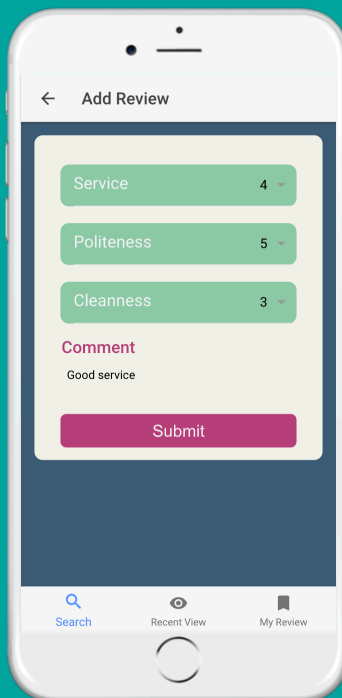 Add Review
Service 4
Politeness 5
Cleanness 3
Comment
Good service
Submit
Search Recent View My Review